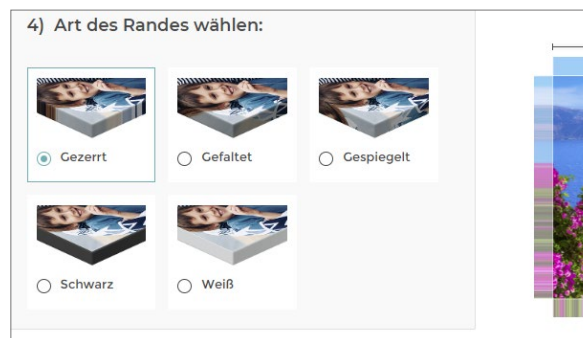 4) Art des Randes wählen:
Gezerrt
Gefaltet
Gespiegelt
Schwarz
Weiß